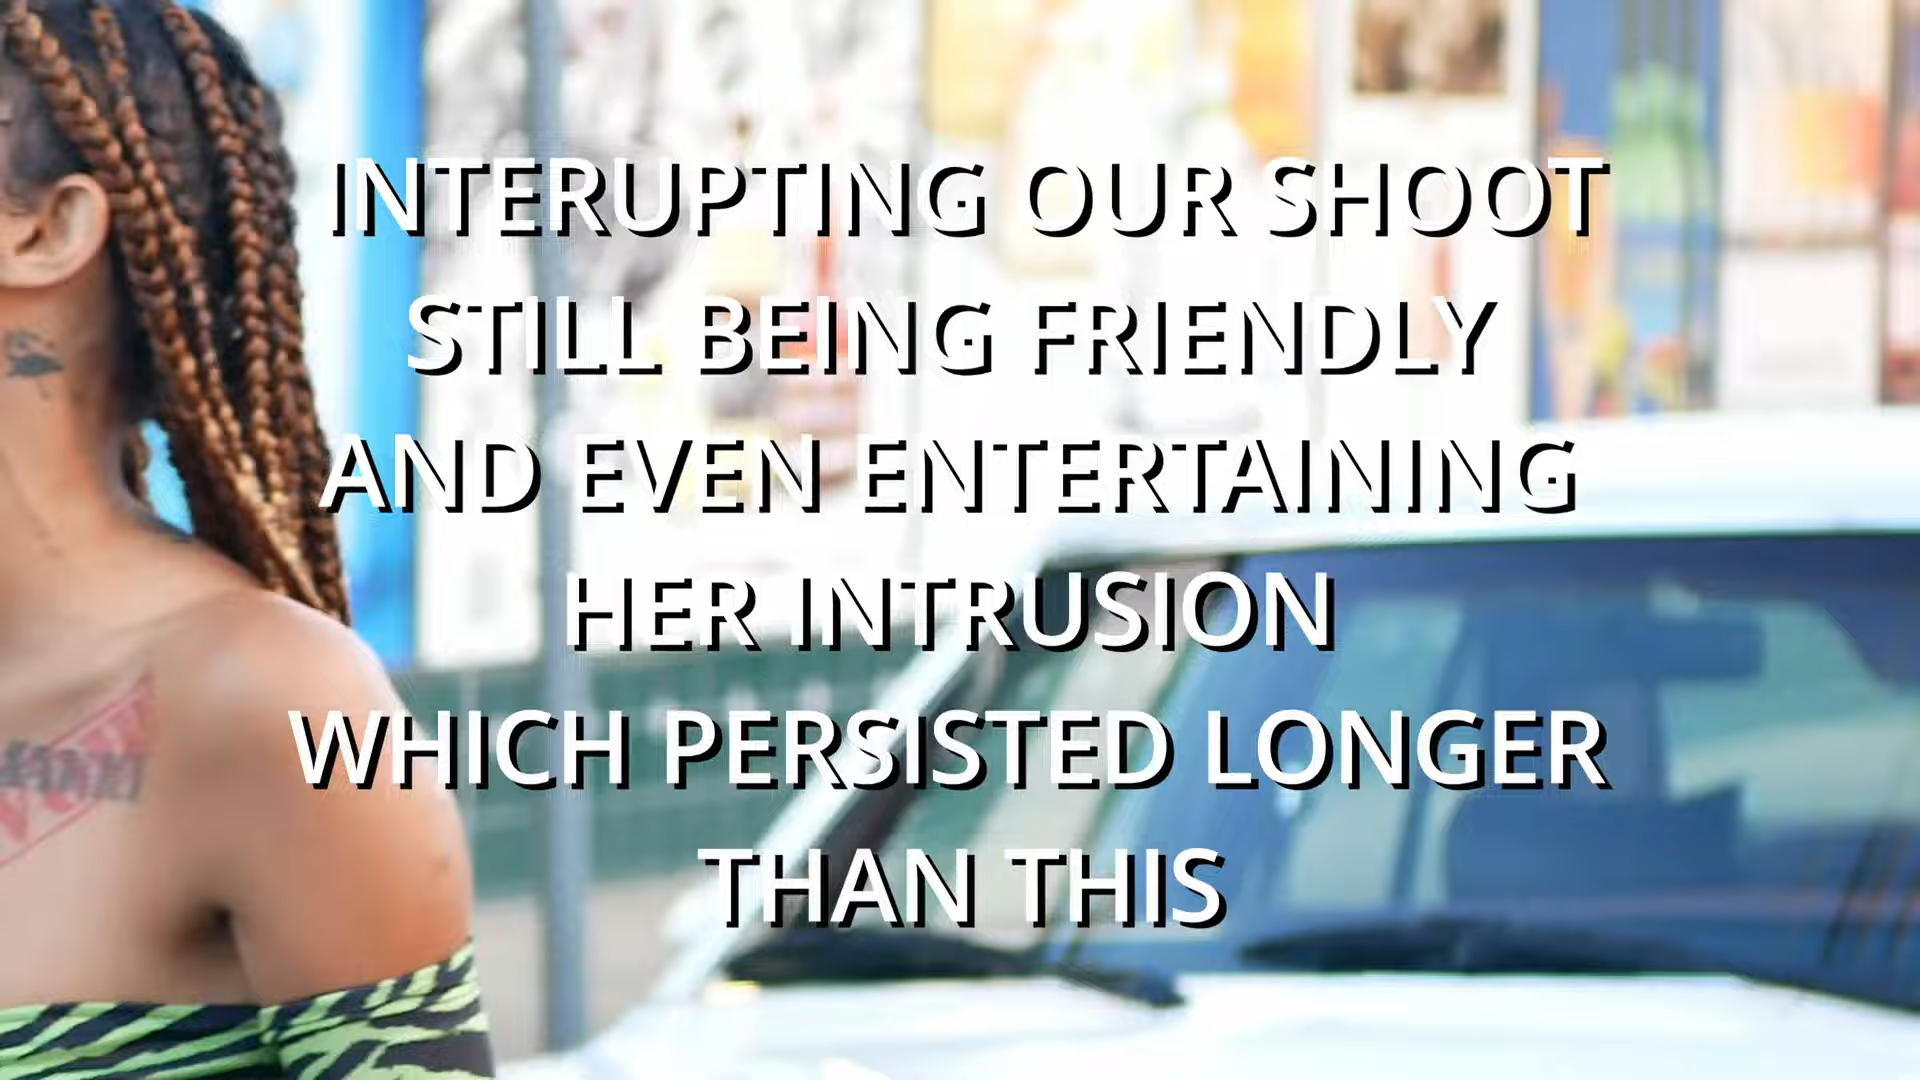 INTERUPTING OUR SHOOT
STILL BEING FRIENDLY
AND EVEN ENTERTAINING
HER INTRUSION
WHICH PERSISTED LONGER
THAN THIS